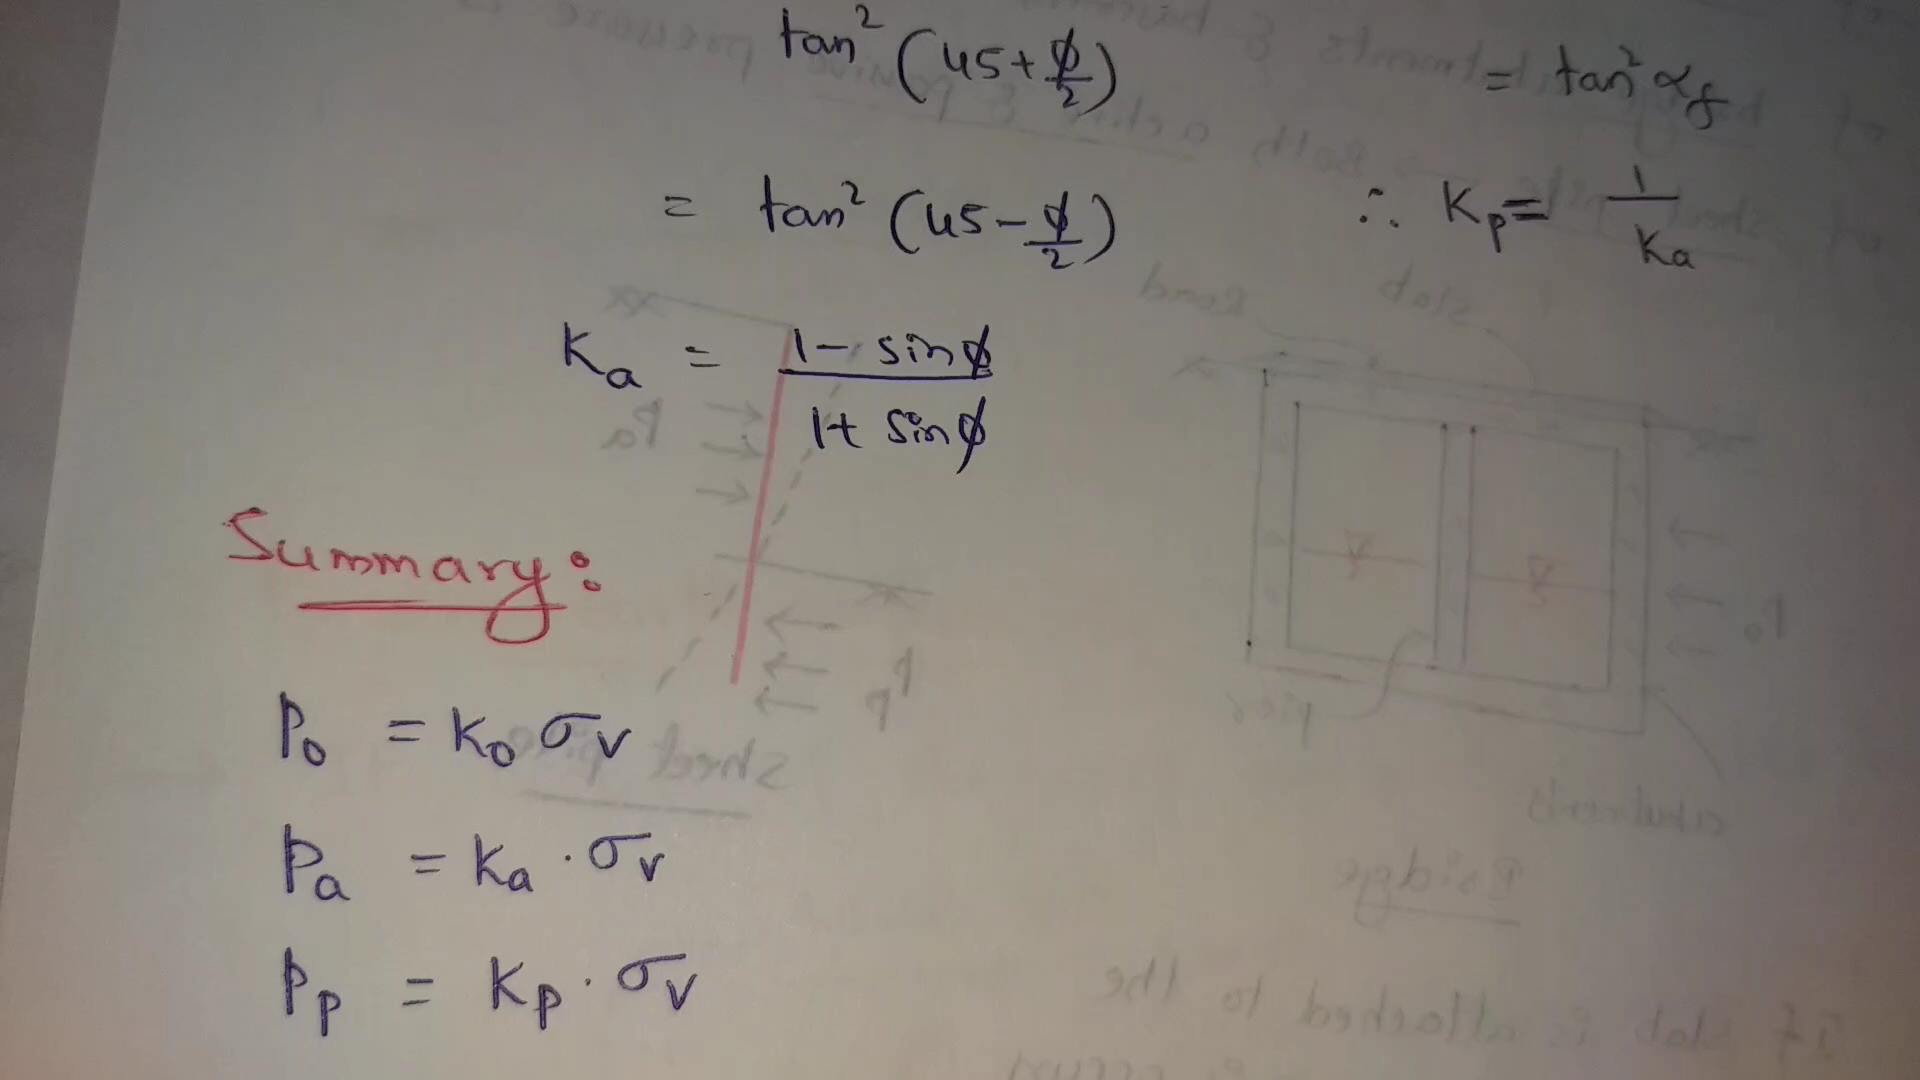 tan² (45+φ/2) = tan² αf
= tan² (45-φ/2) ∴ Kp = 1/Ka
Ka = 1- sinφ / 1+ sinφ
Summary:
Po = Ko σv
Pa = Ka · σv
Pp = Kp · σv